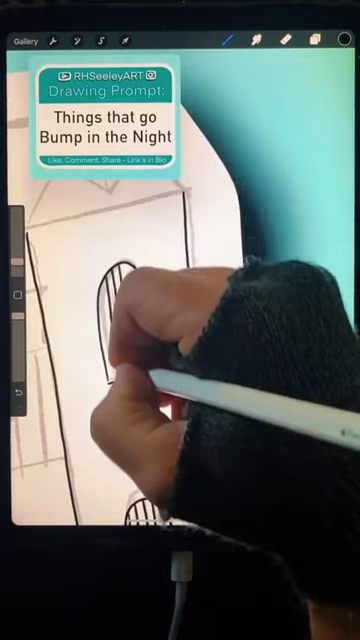 Gallery
RHSeeleyART
Drawing Prompt:
Things that go
Bump in the Night
Like, Comment, Share - Link's in Bio